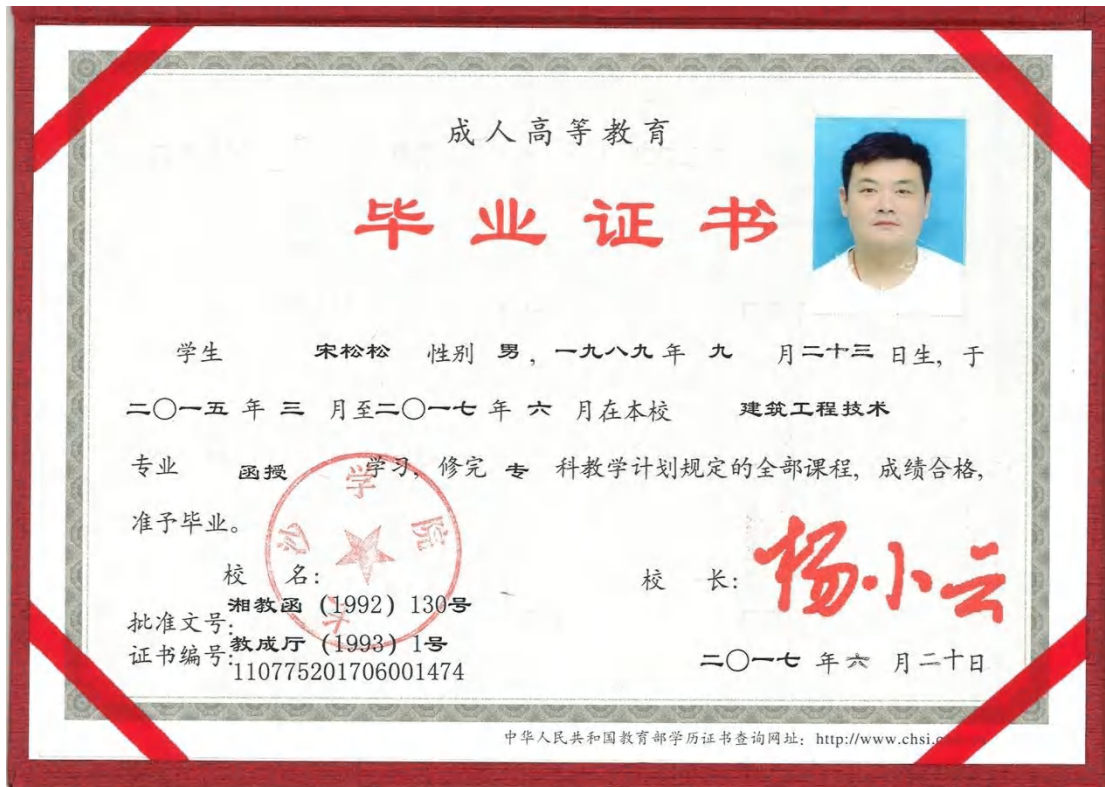 成人高等教育
毕业证书
学生 宋松松 性别 男，一九八九年 九 月二十三 日生，于
二〇一五 年 三 月至二〇一七 年 六 月在本校 建筑工程技术
专业 函授 学习，修完 专 科教学计划规定的全部课程，成绩合格，
准予毕业。
长沙学院
校 名：
校 长：杨小云
湘教函 (1992) 130号
批准文号：
教成厅 (1993) 1号
证书编号：
110775201706001474
二〇一七 年 六 月二十日
中华人民共和国教育部学历证书查询网址：http://www.chsi.c